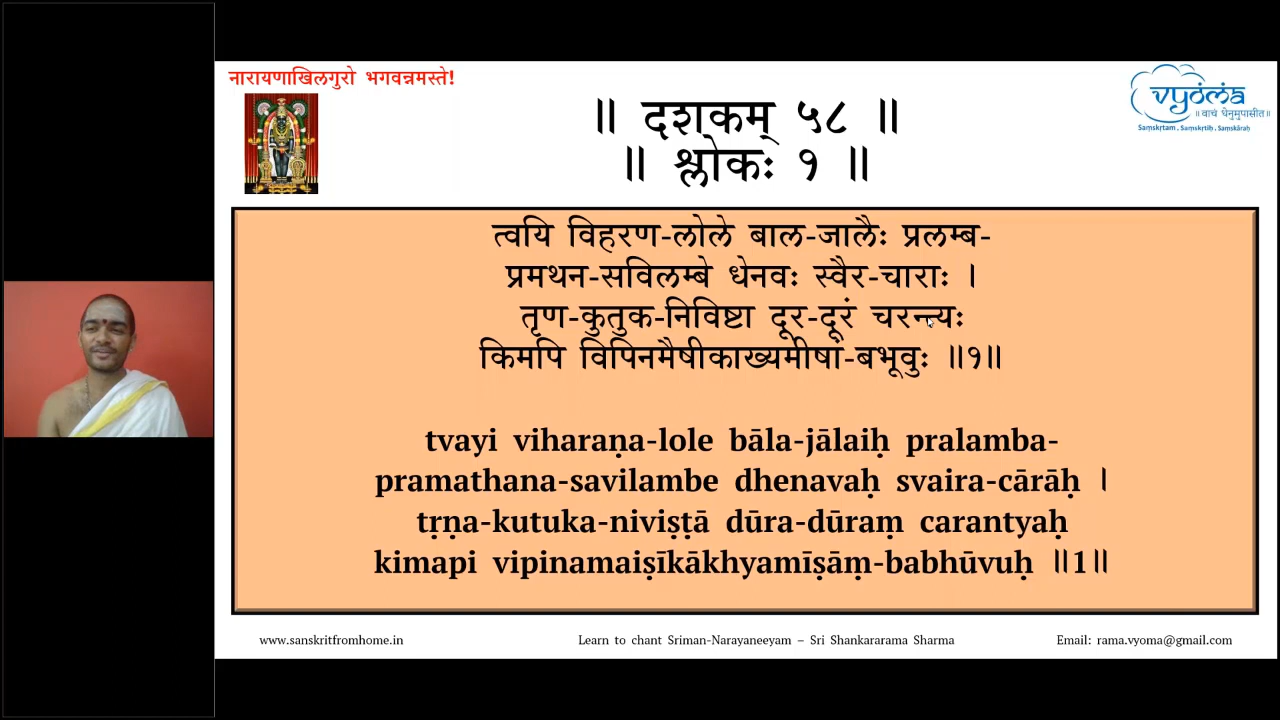 नारायणाखिलगुरो भगवन्नमस्ते!
vyoma
॥ वाचं धेनुमुपासीत॥
Saṃskṛtam, Saṃskṛtiḥ, Saṃskāraḥ
॥ दशकम् ५८ ॥
॥ श्लोकः १ ॥
त्वयि विहरण-लोले बाल-जालैः प्रलम्ब-
प्रमथन-सविलम्बे धेनवः स्वैर-चाराः ।
तृण-कुतुक-निविष्टा दूर-दूरं चरन्त्यः
किमपि विपिनमैषीकाख्यमीषां-बभूवुः ॥१॥
tvayi viharaṇa-lole bāla-jālaiḥ pralamba-
pramathana-savilambe dhenavaḥ svaira-cārāḥ ।
tṛṇa-kutuka-niviṣṭā dūra-dūraṃ carantyaḥ
kimapi vipinamaiṣīkākhyamīṣāṃ-babhūvuḥ ॥1॥
www.sanskritfromhome.in
Learn to chant Sriman-Narayaneeyam – Sri Shankararama Sharma
Email: rama.vyoma@gmail.com